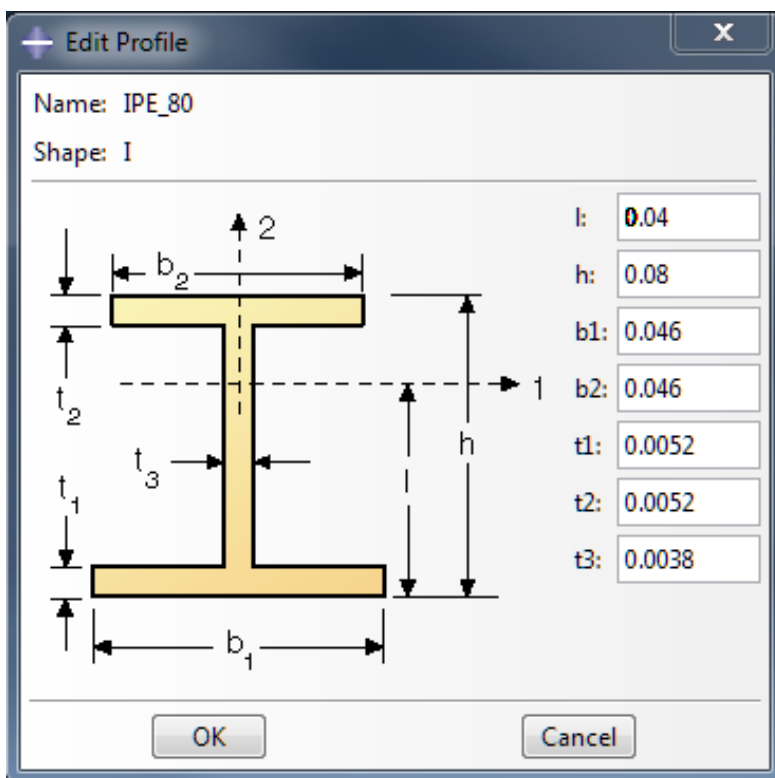 Edit Profile
x
Name: IPE_80
Shape: I
2
b2
t2
1
t3
h
l
t1
b1
l: 0.04
h: 0.08
b1: 0.046
b2: 0.046
t1: 0.0052
t2: 0.0052
t3: 0.0038
OK
Cancel